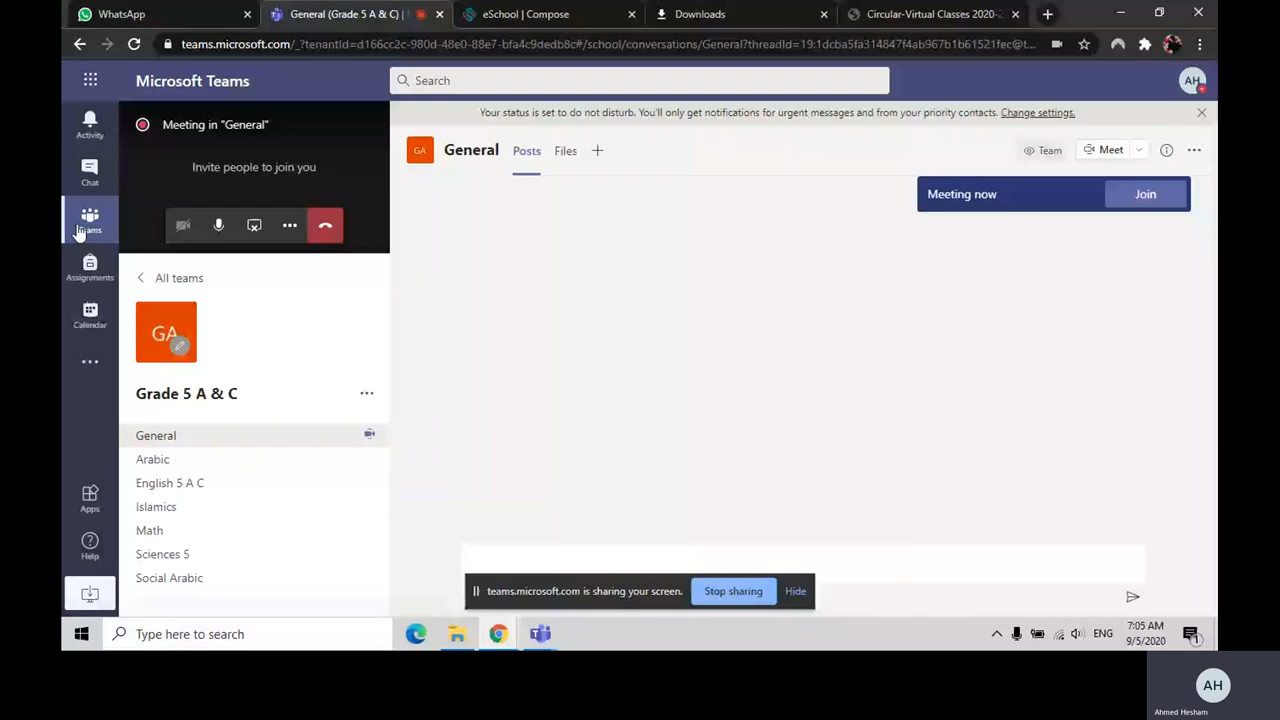 WhatsApp
General (Grade 5 A & C) |
eSchool | Compose
Downloads
Circular-Virtual Classes 2020-
teams.microsoft.com/_?tenantId=d166cc2c-980d-48e0-88e7-bfa4c9dedb8c#/school/conversations/General?threadId=19:1dcba5fa314847f4ab967b1b61521fec@t...
Microsoft Teams
Search
AH
Your status is set to do not disturb. You'll only get notifications for urgent messages and from your priority contacts. Change settings.
Activity
Chat
Teams
Assignments
Calendar
Apps
Help
Meeting in "General"
Invite people to join you
All teams
GA
Grade 5 A & C
General
Arabic
English 5 A C
Islamics
Math
Sciences 5
Social Arabic
GA
General
Posts
Files
Team
Meet
Meeting now
Join
teams.microsoft.com is sharing your screen.
Stop sharing
Hide
Type here to search
ENG
7:05 AM
9/5/2020
1
AH
Ahmed Hesham